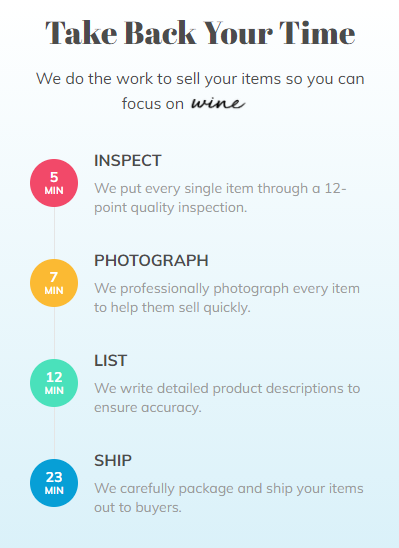 Take Back Your Time
We do the work to sell your items so you can
focus on wine
5
MIN
INSPECT
We put every single item through a 12-
point quality inspection.
7
MIN
PHOTOGRAPH
We professionally photograph every item
to help them sell quickly.
12
MIN
LIST
We write detailed product descriptions to
ensure accuracy.
23
MIN
SHIP
We carefully package and ship your items
out to buyers.